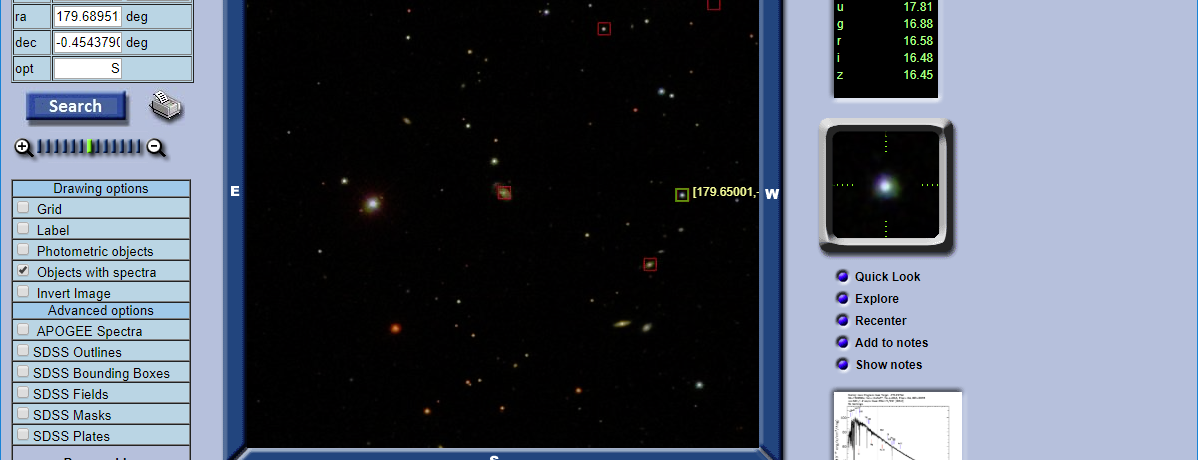 ra 179.68951 deg
dec -0.4543790 deg
opt S
Search
Drawing options
Grid
Label
Photometric objects
Objects with spectra
Invert Image
Advanced options
APOGEE Spectra
SDSS Outlines
SDSS Bounding Boxes
SDSS Fields
SDSS Masks
SDSS Plates
E
[179.65001,-
W
S
u 17.81
g 16.88
r 16.58
i 16.48
z 16.45
Quick Look
Explore
Recenter
Add to notes
Show notes